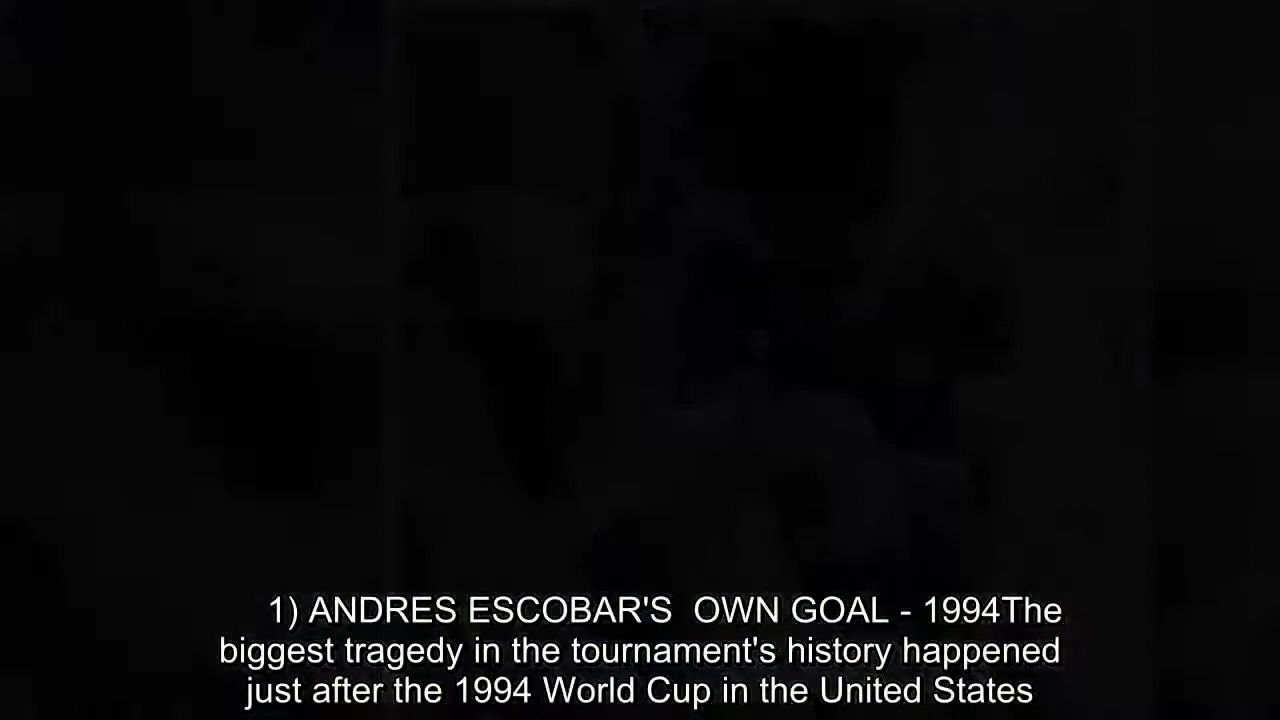 1) ANDRES ESCOBAR'S  OWN GOAL - 1994The
biggest tragedy in the tournament's history happened
just after the 1994 World Cup in the United States